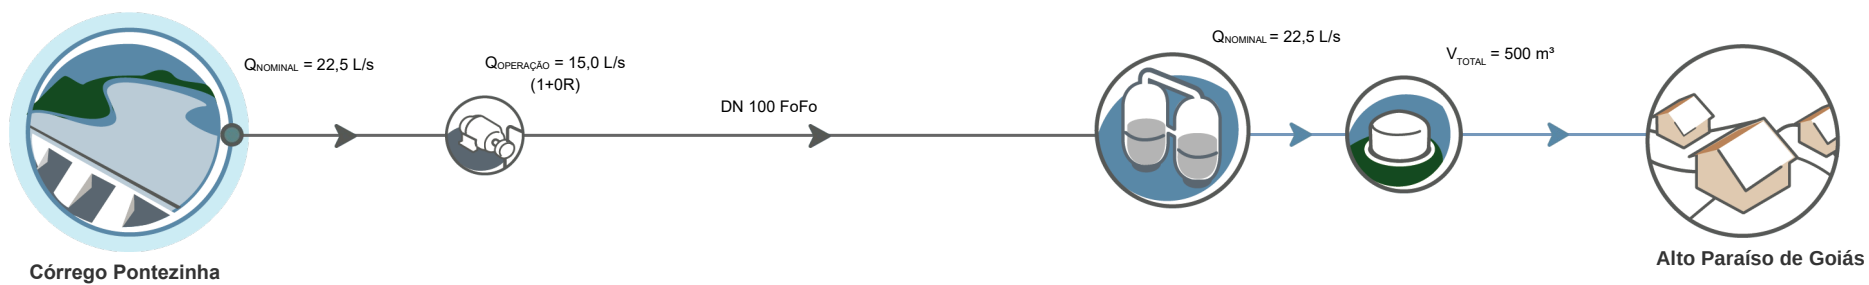 QNOMINAL = 22,5 L/s
QOPERAÇÃO = 15,0 L/s
(1+0R)
DN 100 FoFo
QNOMINAL = 22,5 L/s
VTOTAL = 500 m³
Córrego Pontezinha
Alto Paraíso de Goiás